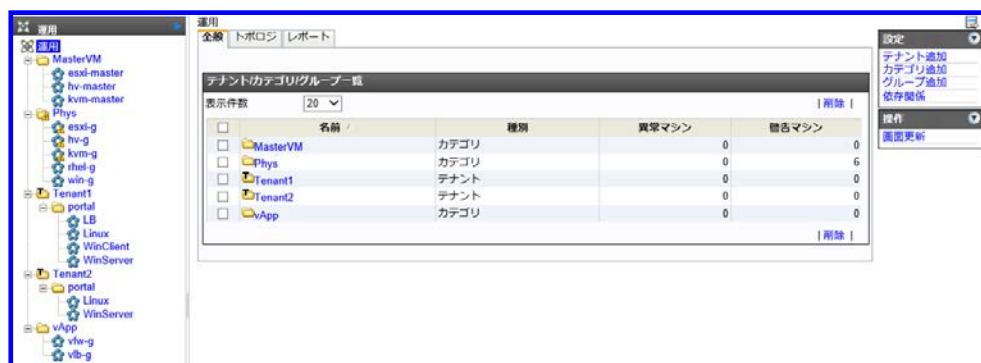 運用
運用
MasterVM
esxi-master
hv-master
kvm-master
Phys
esxi-g
hv-g
kvm-g
rhel-g
win-g
Tenant1
portal
LB
Linux
WinClient
WinServer
Tenant2
portal
Linux
WinServer
vApp
vfw-g
vlb-g
運用
全般 トポロジ レポート
テナント/カテゴリ/グループ一覧
表示件数 20 | 削除 |
名前 / 種別 異常マシン 警告マシン
MasterVM カテゴリ 0 0
Phys カテゴリ 0 6
Tenant1 テナント 0 0
Tenant2 テナント 0 0
vApp カテゴリ 0 0
| 削除 |
設定
テナント追加
カテゴリ追加
グループ追加
依存関係
操作
画面更新